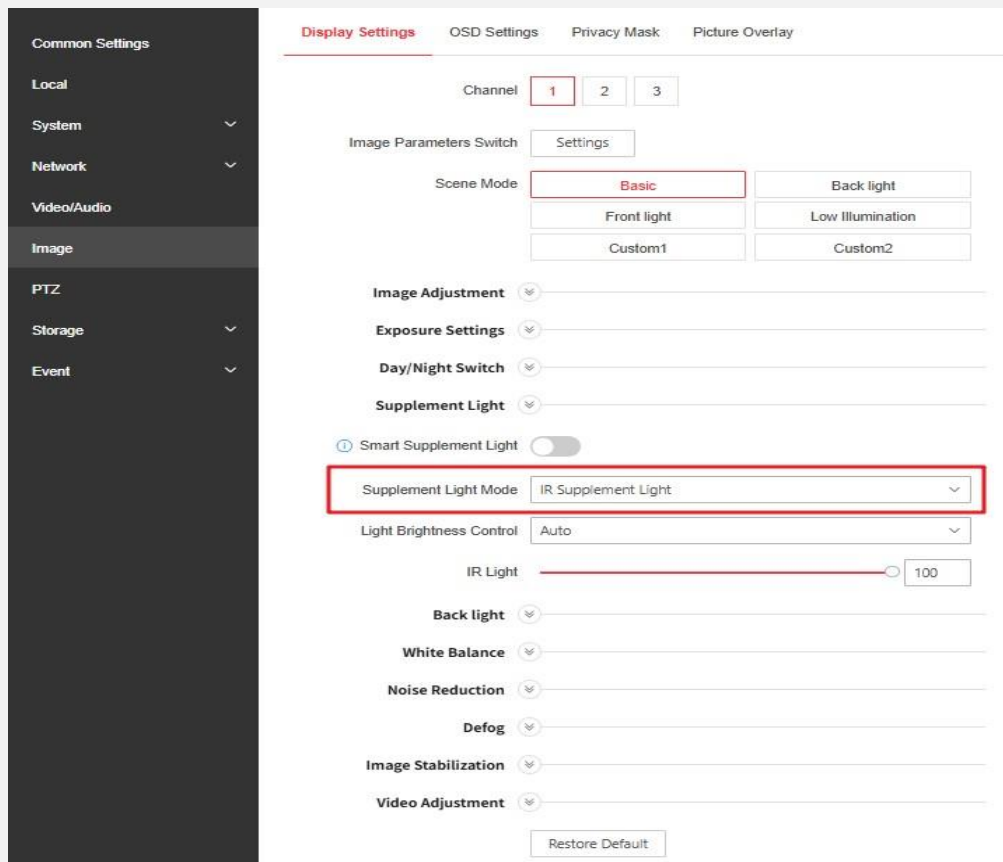 Common Settings
Local
System
Network
Video/Audio
Image
PTZ
Storage
Event
Display Settings OSD Settings Privacy Mask Picture Overlay
Channel 1 2 3
Image Parameters Switch Settings
Scene Mode Basic Back light
Front light Low Illumination
Custom1 Custom2
Image Adjustment
Exposure Settings
Day/Night Switch
Supplement Light
Smart Supplement Light
Supplement Light Mode IR Supplement Light
Light Brightness Control Auto
IR Light 100
Back light
White Balance
Noise Reduction
Defog
Image Stabilization
Video Adjustment
Restore Default